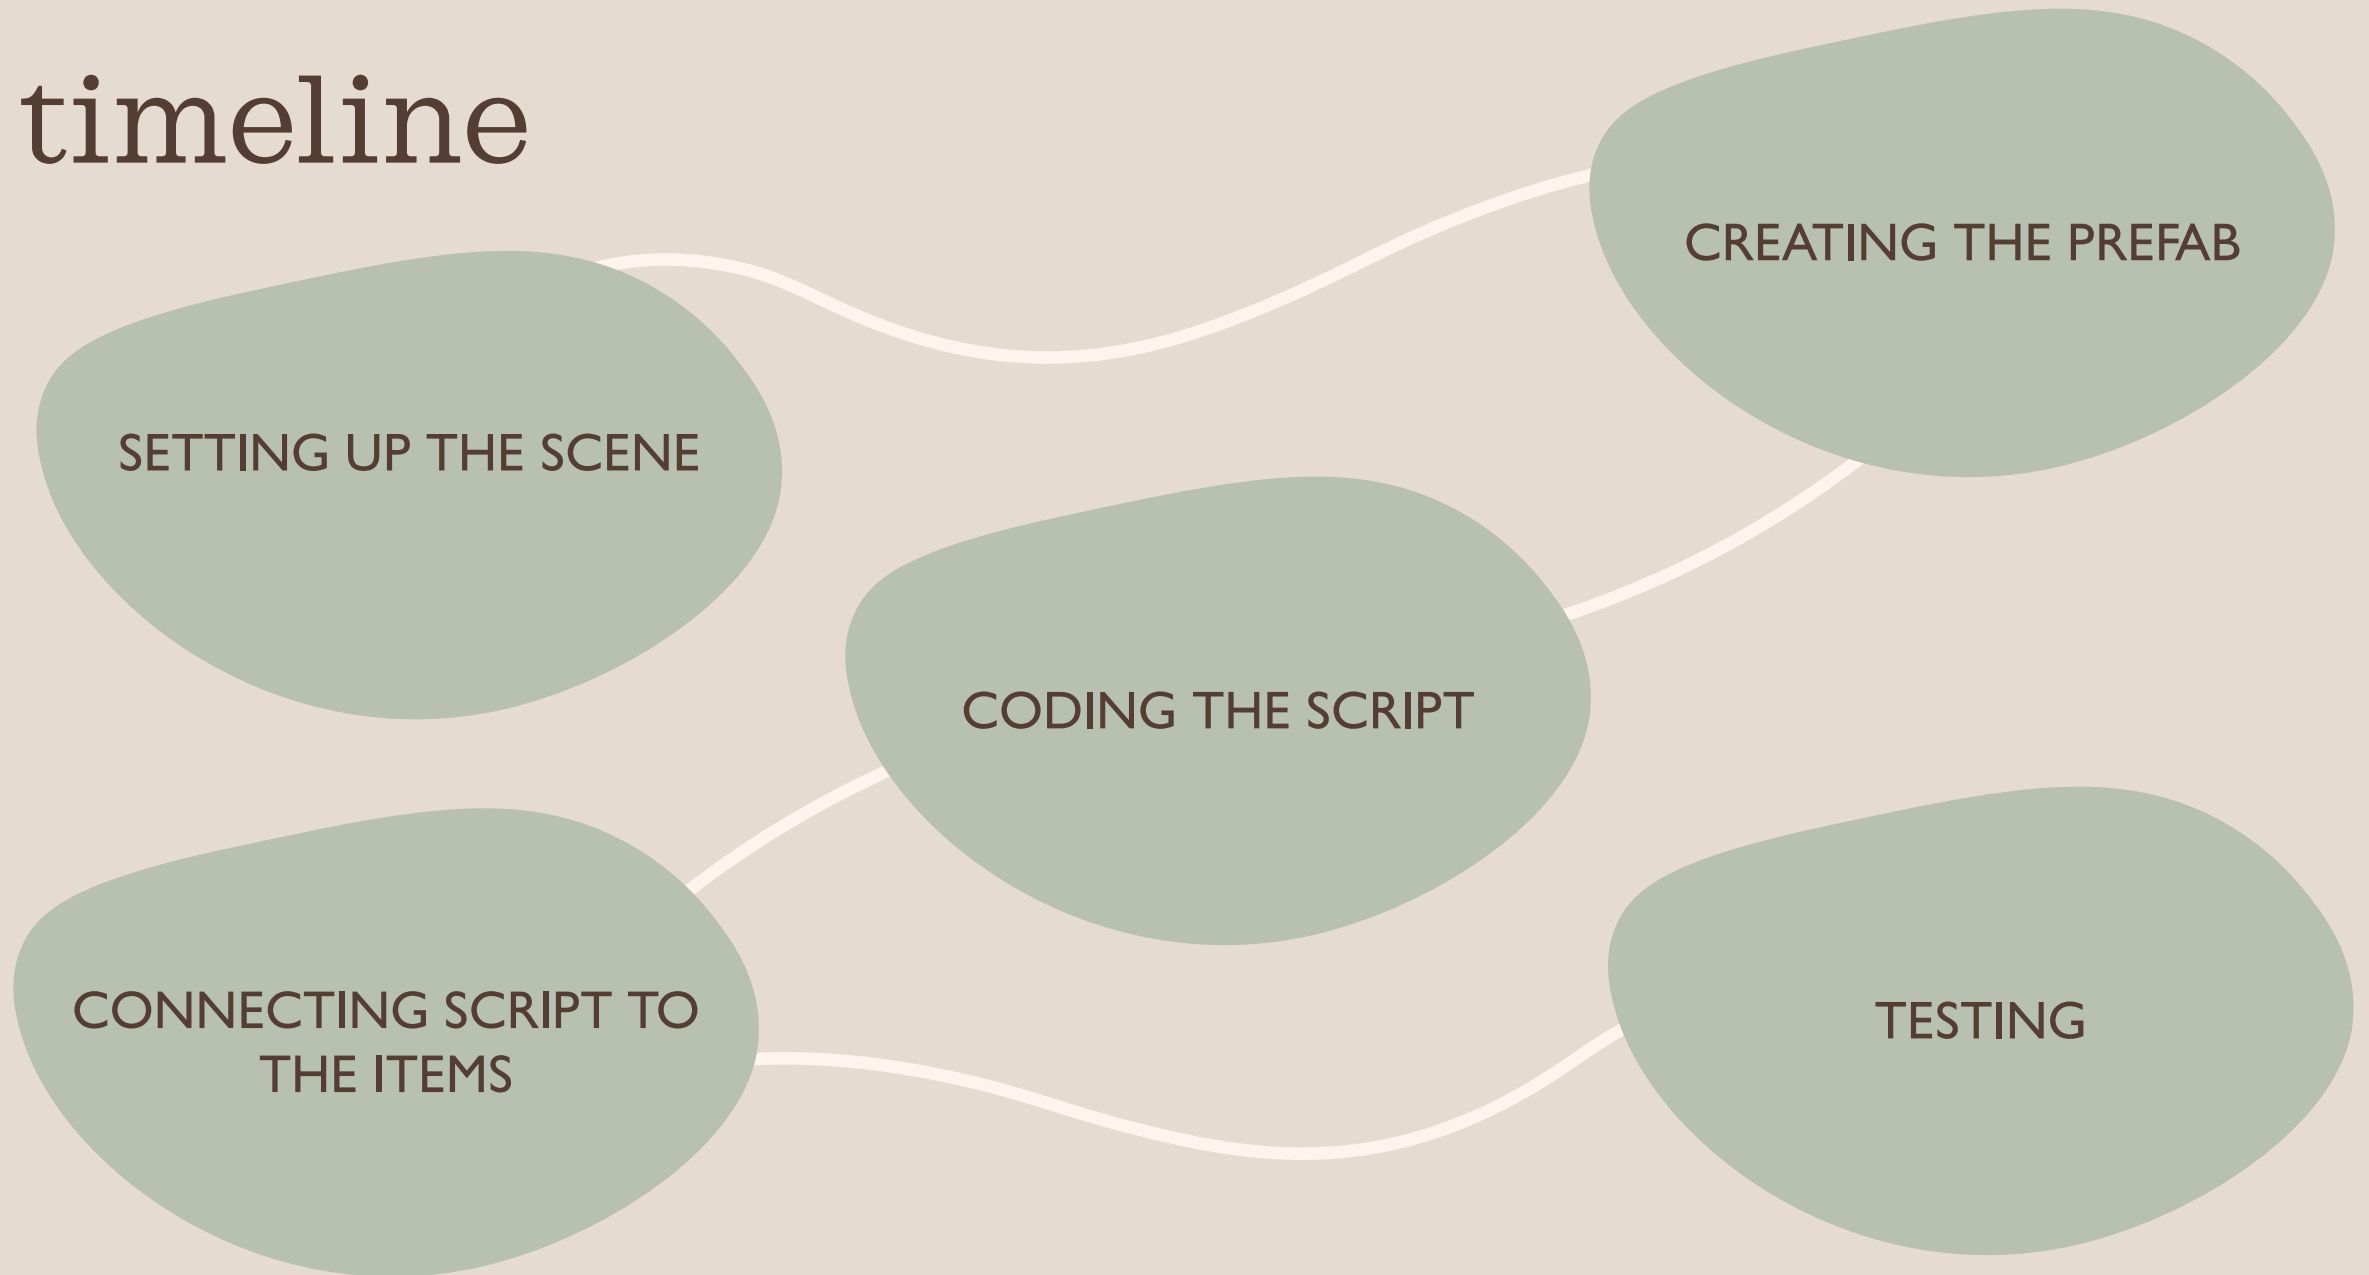 timeline
SETTING UP THE SCENE
CREATING THE PREFAB
CODING THE SCRIPT
CONNECTING SCRIPT TO
THE ITEMS
TESTING